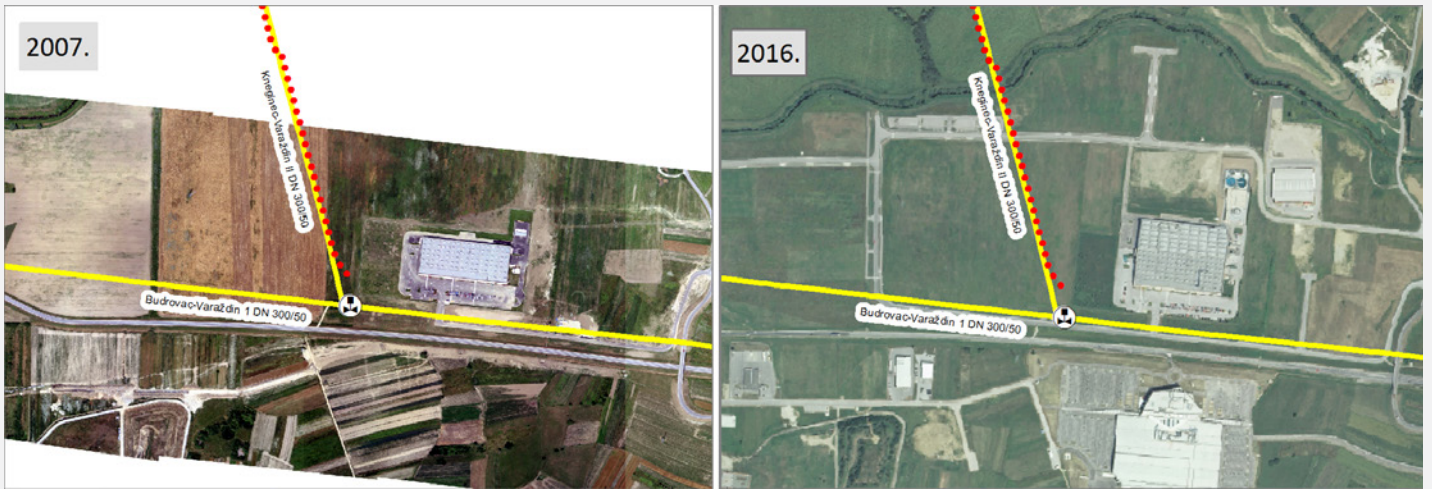 2007.
Kneginec-Varaždin II DN 300/50
Budrovac-Varaždin 1 DN 300/50
2016.
Kneginec-Varaždin II DN 300/50
Budrovac-Varaždin 1 DN 300/50